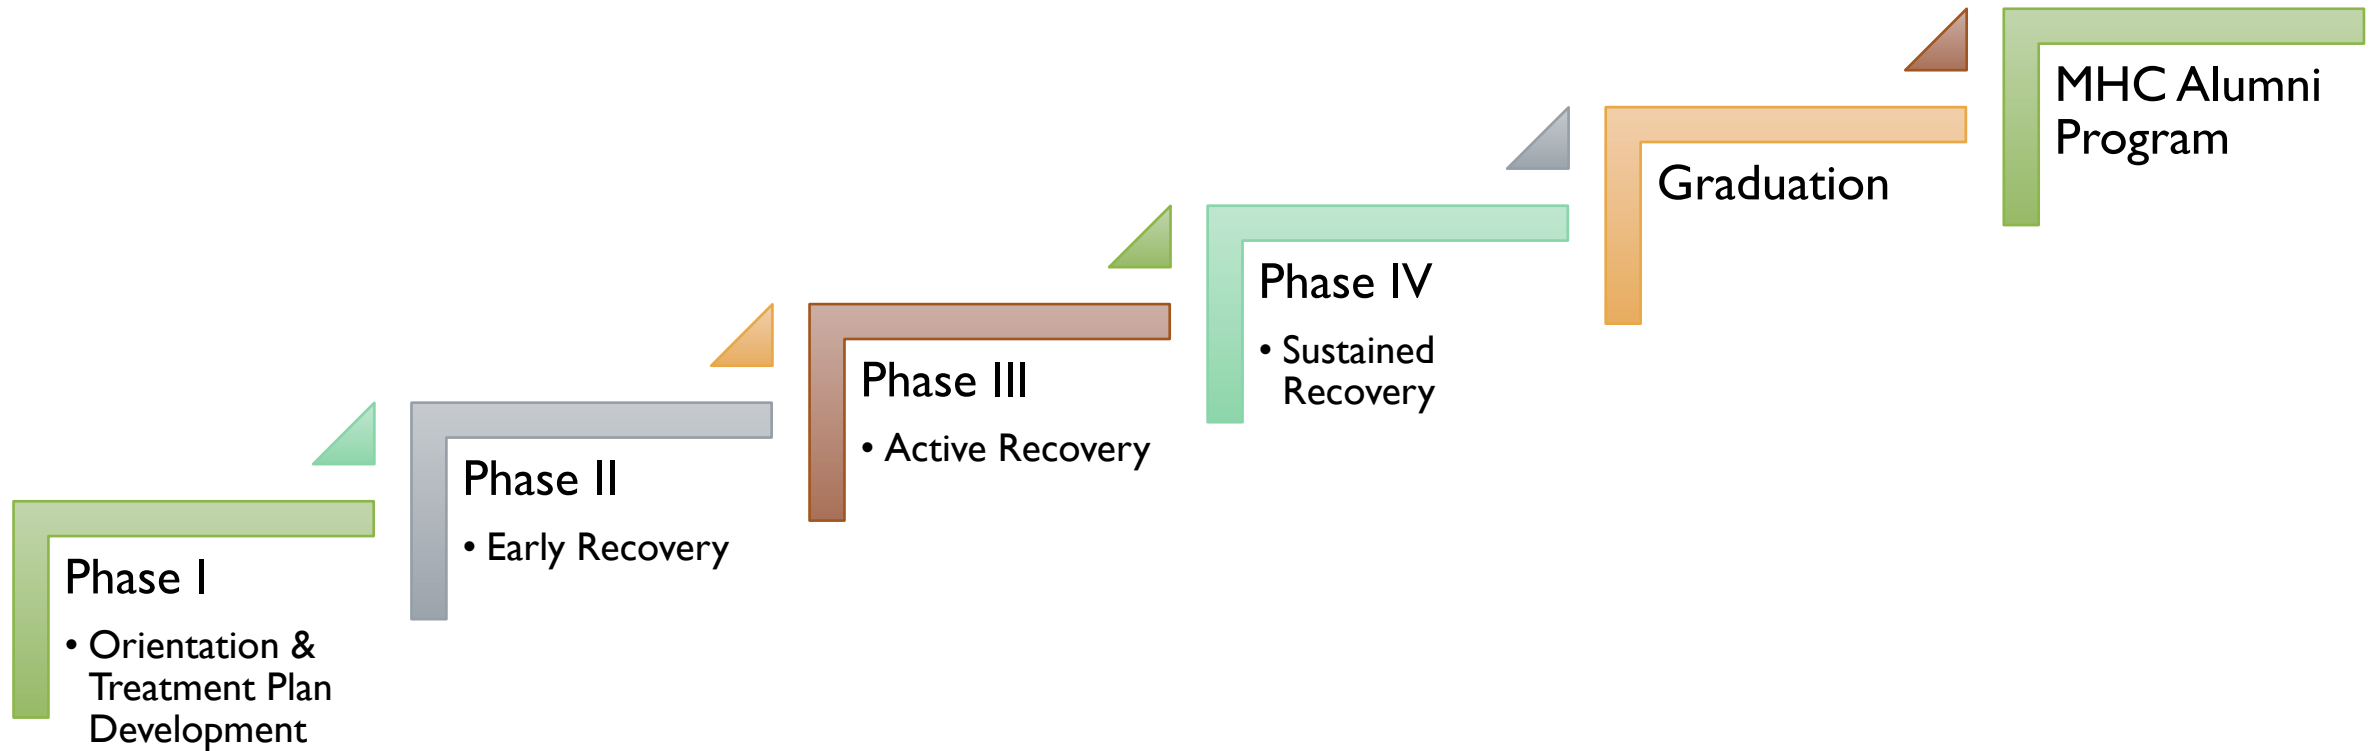 Phase I
• Orientation &
Treatment Plan
Development
Phase II
• Early Recovery
Phase III
• Active Recovery
Phase IV
• Sustained
Recovery
Graduation
MHC Alumni
Program